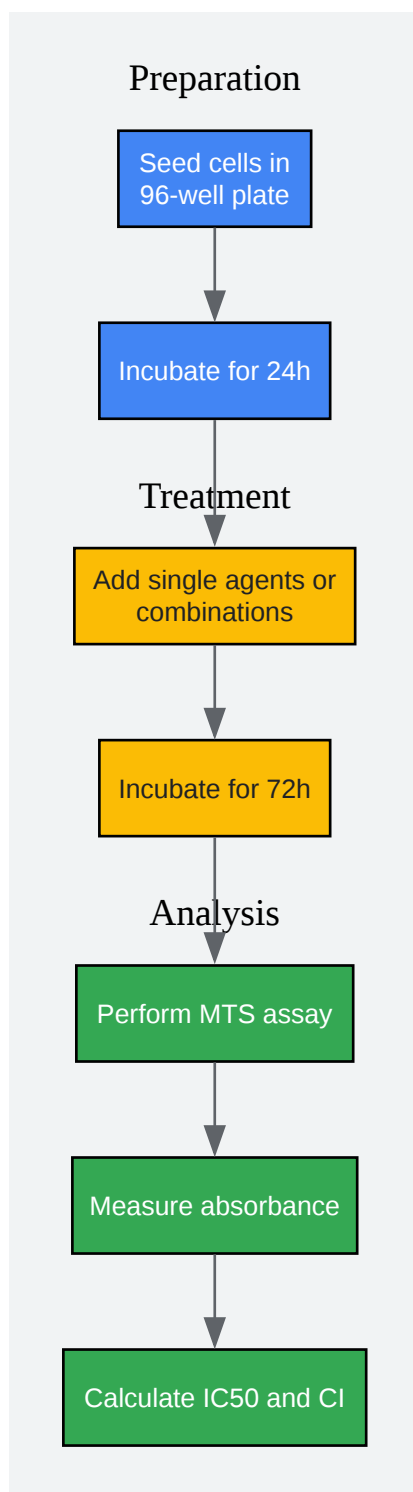 Preparation
Seed cells in
96-well plate
Incubate for 24h
Treatment
Add single agents or
combinations
Incubate for 72h
Analysis
Perform MTS assay
Measure absorbance
Calculate IC50 and CI